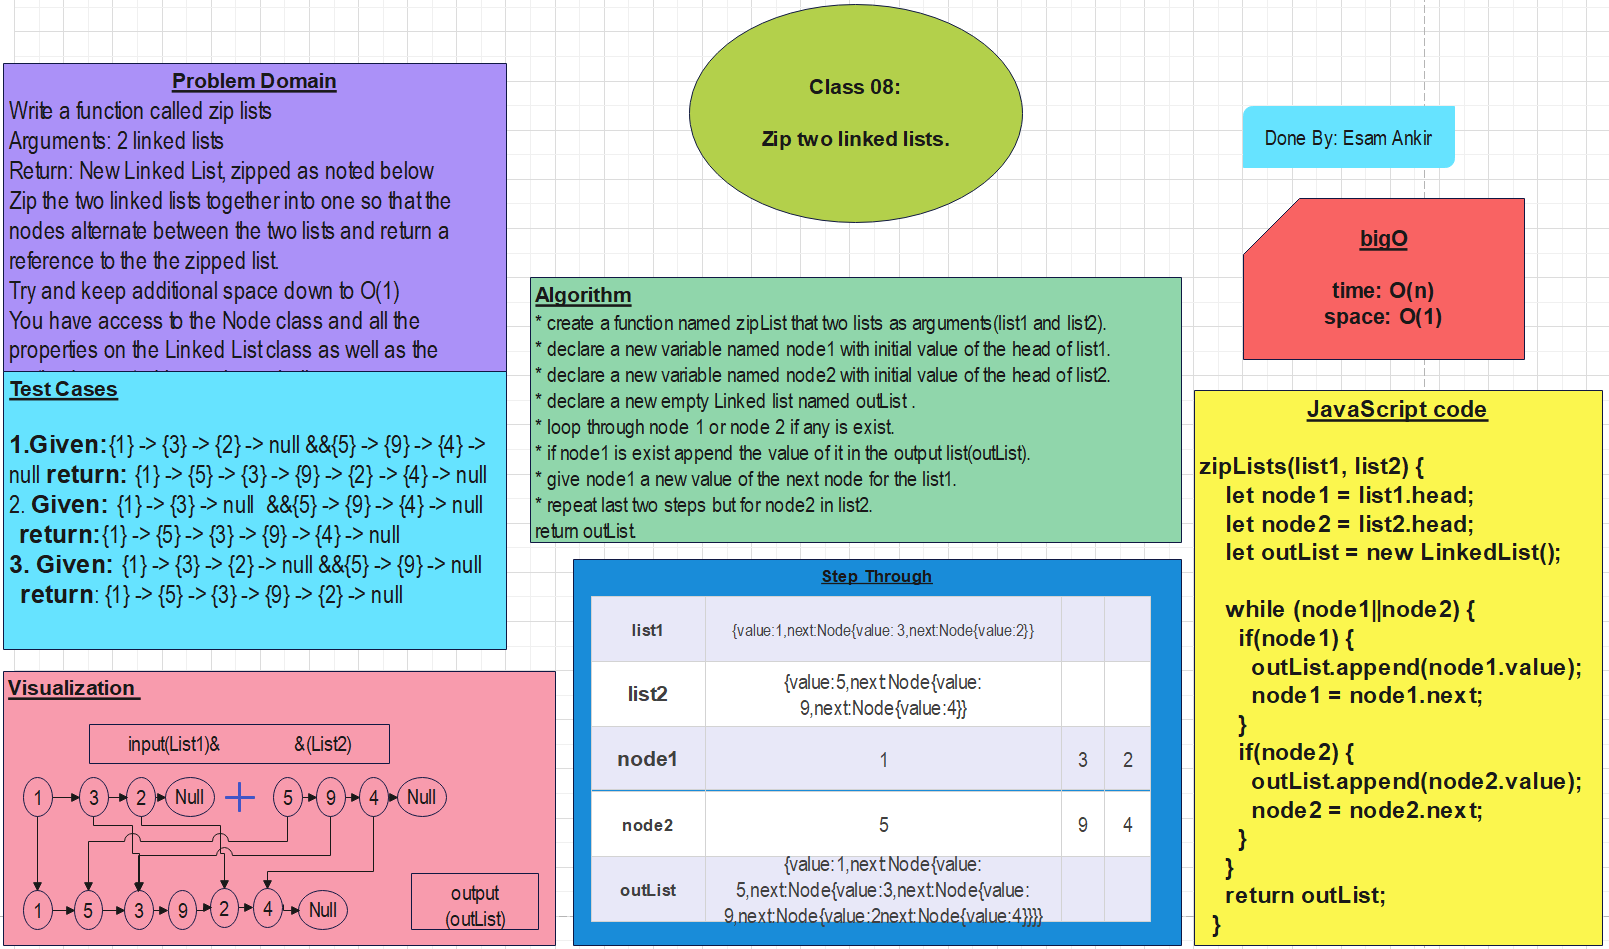 Class 08:
Zip two linked lists.
Done By: Esam Ankir
Problem Domain
Write a function called zip lists
Arguments: 2 linked lists
Return: New Linked List, zipped as noted below
Zip the two linked lists together into one so that the
nodes alternate between the two lists and return a
reference to the the zipped list.
Try and keep additional space down to O(1)
You have access to the Node class and all the
properties on the Linked List class as well as the
Test Cases
1.Given:{1} -> {3} -> {2} -> null &&{5} -> {9} -> {4} ->
null return: {1} -> {5} -> {3} -> {9} -> {2} -> {4} -> null
2. Given: {1} -> {3} -> null &&{5} -> {9} -> {4} -> null
return:{1} -> {5} -> {3} -> {9} -> {4} -> null
3. Given: {1} -> {3} -> {2} -> null &&{5} -> {9} -> null
return: {1} -> {5} -> {3} -> {9} -> {2} -> null
Visualization
input(List1)& &(List2)
1 3 2 Null + 5 9 4 Null
1 5 3 9 2 4 Null
output
(outList)
Algorithm
* create a function named zipList that two lists as arguments(list1 and list2).
* declare a new variable named node1 with initial value of the head of list1.
* declare a new variable named node2 with initial value of the head of list2.
* declare a new empty Linked list named outList .
* loop through node 1 or node 2 if any is exist.
* if node1 is exist append the value of it in the output list(outList).
* give node1 a new value of the next node for the list1.
* repeat last two steps but for node2 in list2.
return outList.
Step Through
list1 {value:1,next:Node{value: 3,next:Node{value:2}}
list2 {value:5,next:Node{value:
9,next:Node{value:4}}
node1 1 3 2
node2 5 9 4
outList {value:1,next:Node{value:
5,next:Node{value:3,next:Node{value:
9,next:Node{value:2next:Node{value:4}}}}
bigO
time: O(n)
space: O(1)
JavaScript code
zipLists(list1, list2) {
let node1 = list1.head;
let node2 = list2.head;
let outList = new LinkedList();
while (node1||node2) {
if(node1) {
outList.append(node1.value);
node1 = node1.next;
}
if(node2) {
outList.append(node2.value);
node2 = node2.next;
}
}
return outList;
}